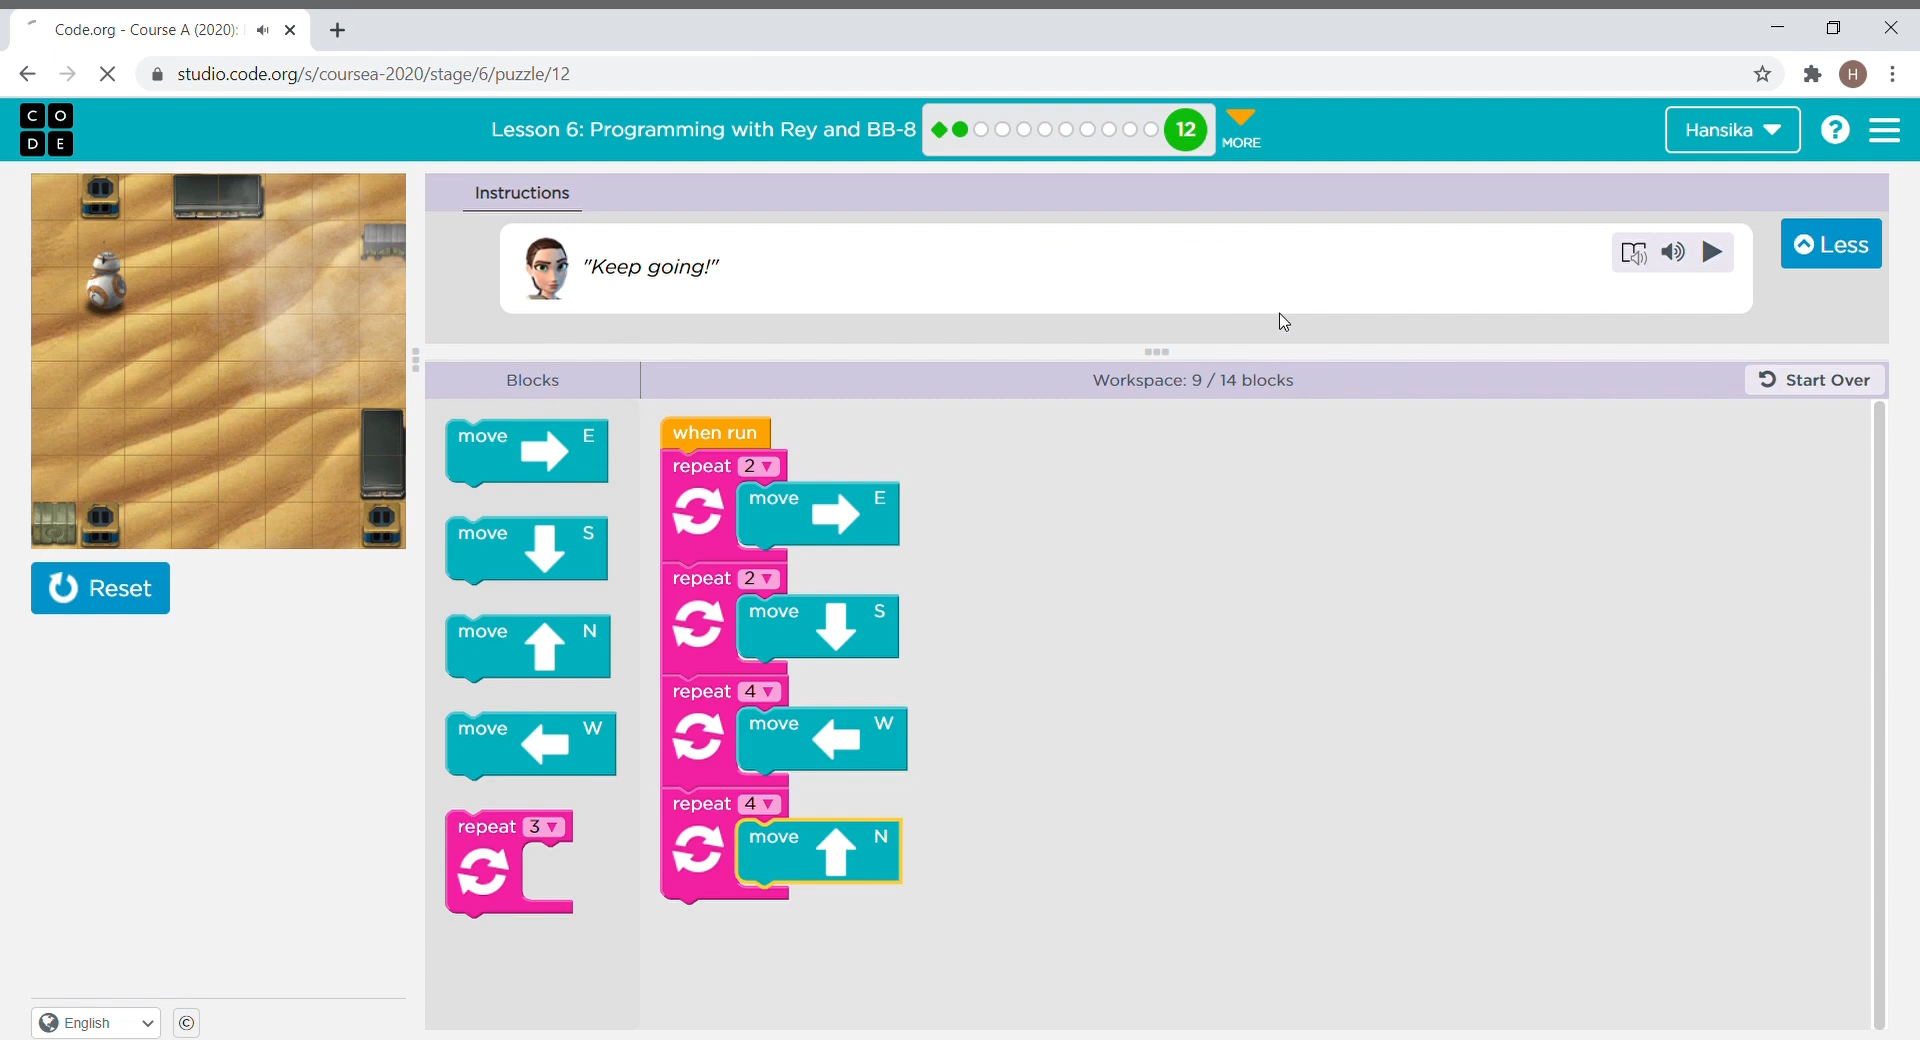 Code.org - Course A (2020):
studio.code.org/s/coursea-2020/stage/6/puzzle/12
H
C O
D E
Lesson 6: Programming with Rey and BB-8
12
MORE
Hansika
?
Instructions
"Keep going!"
Less
Blocks
Workspace: 9 / 14 blocks
Start Over
move E
move S
move N
move W
repeat 3
when run
repeat 2
move E
repeat 2
move S
repeat 4
move W
repeat 4
move N
Reset
English
©